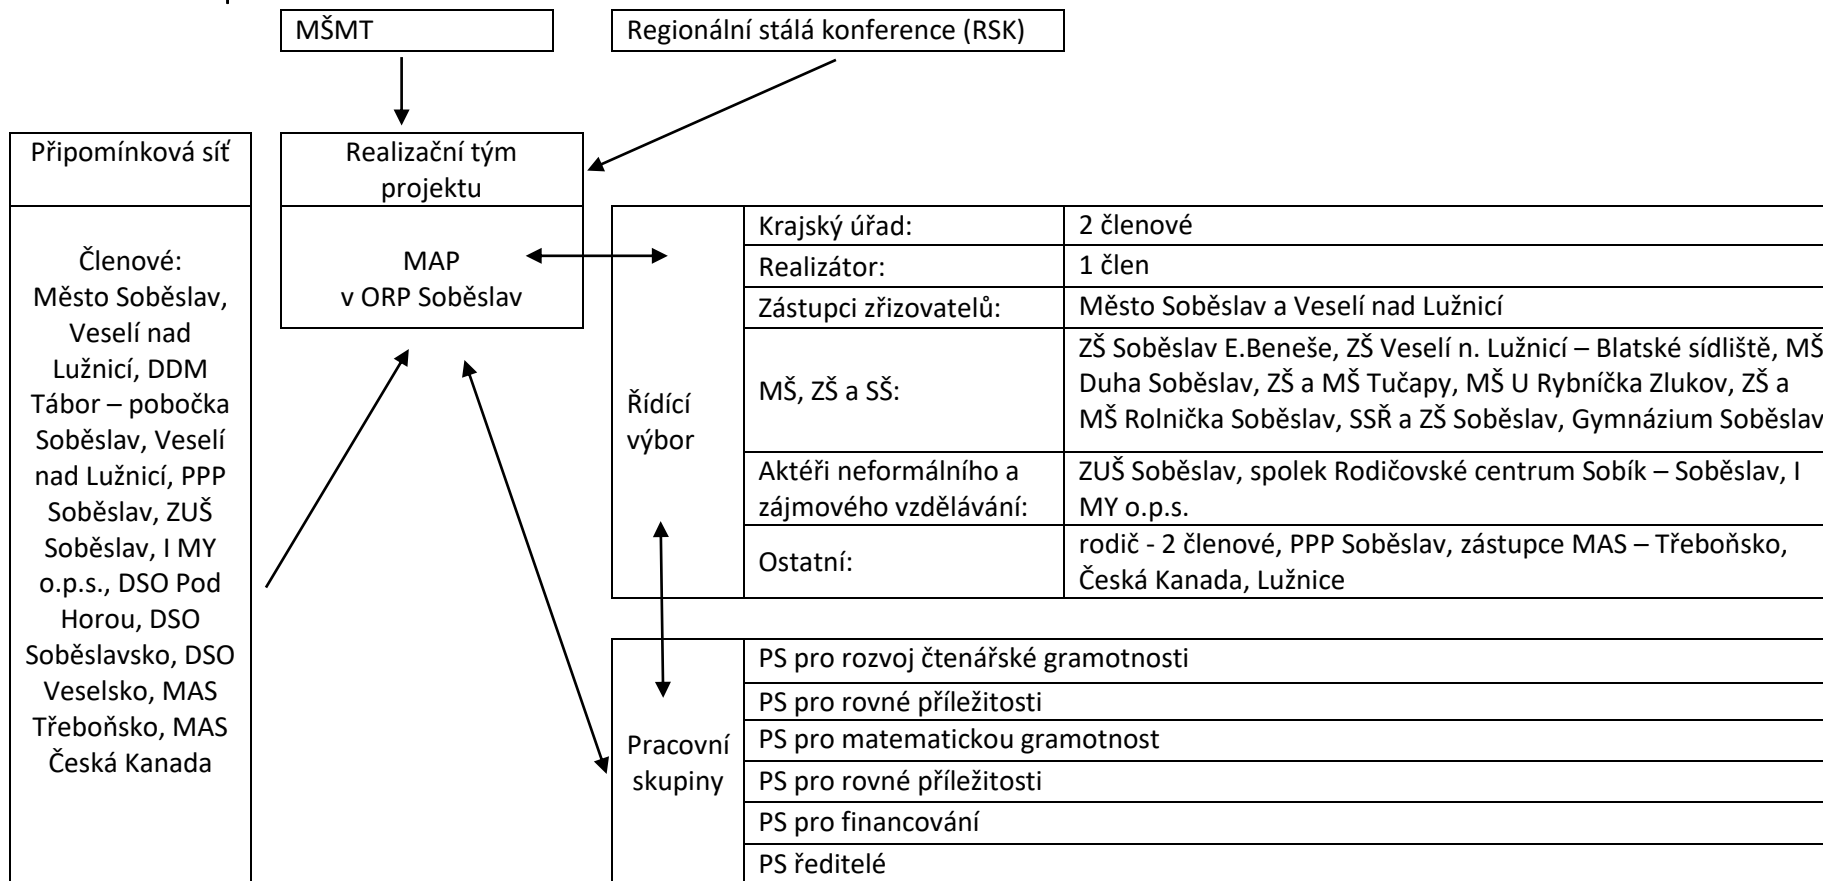 MŠMT
Regionální stálá konference (RSK)
Připomínková síť
Realizační tým
projektu
Členové:
Město Soběslav,
Veselí nad
Lužnicí, DDM
Tábor – pobočka
Soběslav, Veselí
nad Lužnicí, PPP
Soběslav, ZUŠ
Soběslav, I MY
o.p.s., DSO Pod
Horou, DSO
Soběslavsko, DSO
Veselsko, MAS
Třeboňsko, MAS
Česká Kanada
MAP
v ORP Soběslav
Řídící
výbor
Krajský úřad:
2 členové
Realizátor:
1 člen
Zástupci zřizovatelů:
Město Soběslav a Veselí nad Lužnicí
MŠ, ZŠ a SŠ:
ZŠ Soběslav E.Beneše, ZŠ Veselí n. Lužnicí – Blatské sídliště, MŠ
Duha Soběslav, ZŠ a MŠ Tučapy, MŠ U Rybníčka Zlukov, ZŠ a
MŠ Rolnička Soběslav, SSŘ a ZŠ Soběslav, Gymnázium Soběslav
Aktéři neformálního a
zájmového vzdělávání:
ZUŠ Soběslav, spolek Rodičovské centrum Sobík – Soběslav, I
MY o.p.s.
Ostatní:
rodič - 2 členové, PPP Soběslav, zástupce MAS – Třeboňsko,
Česká Kanada, Lužnice
Pracovní
skupiny
PS pro rozvoj čtenářské gramotnosti
PS pro rovné příležitosti
PS pro matematickou gramotnost
PS pro rovné příležitosti
PS pro financování
PS ředitelé